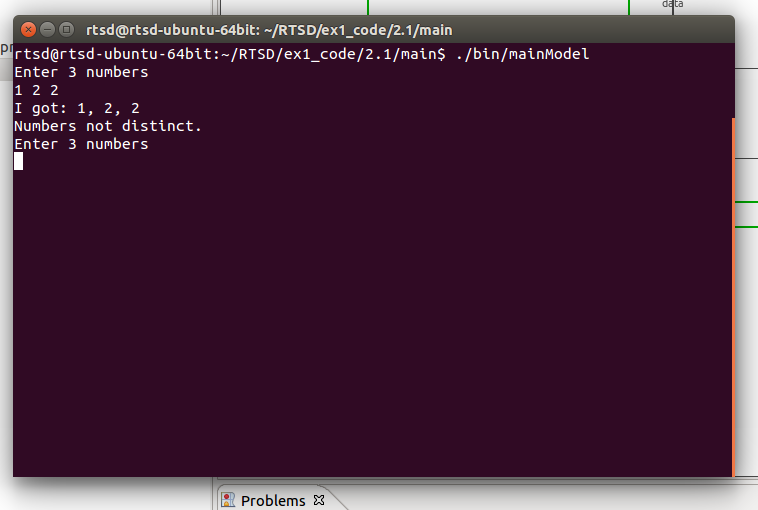 data
rtsd@rtsd-ubuntu-64bit: ~/RTSD/ex1_code/2.1/main
pr
rtsd@rtsd-ubuntu-64bit:~/RTSD/ex1_code/2.1/main$ ./bin/mainModel
Enter 3 numbers
1 2 2
I got: 1, 2, 2
Numbers not distinct.
Enter 3 numbers
Problems